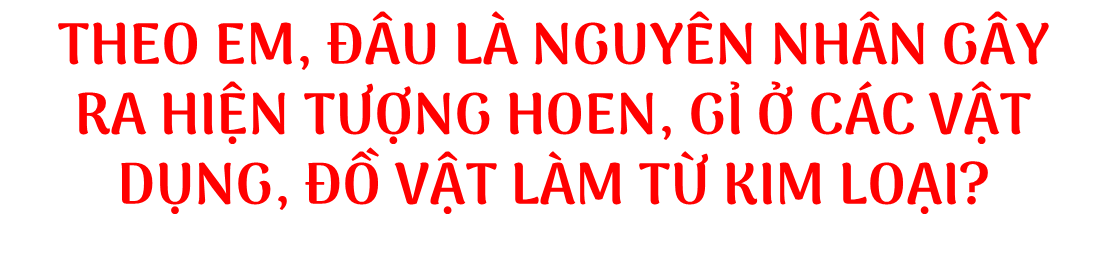 THEO EM, ĐÂU LÀ NGUYÊN NHÂN GÂY
RA HIỆN TƯỢNG HOEN, GỈ Ở CÁC VẬT
DỤNG, ĐỒ VẬT LÀM TỪ KIM LOẠI?